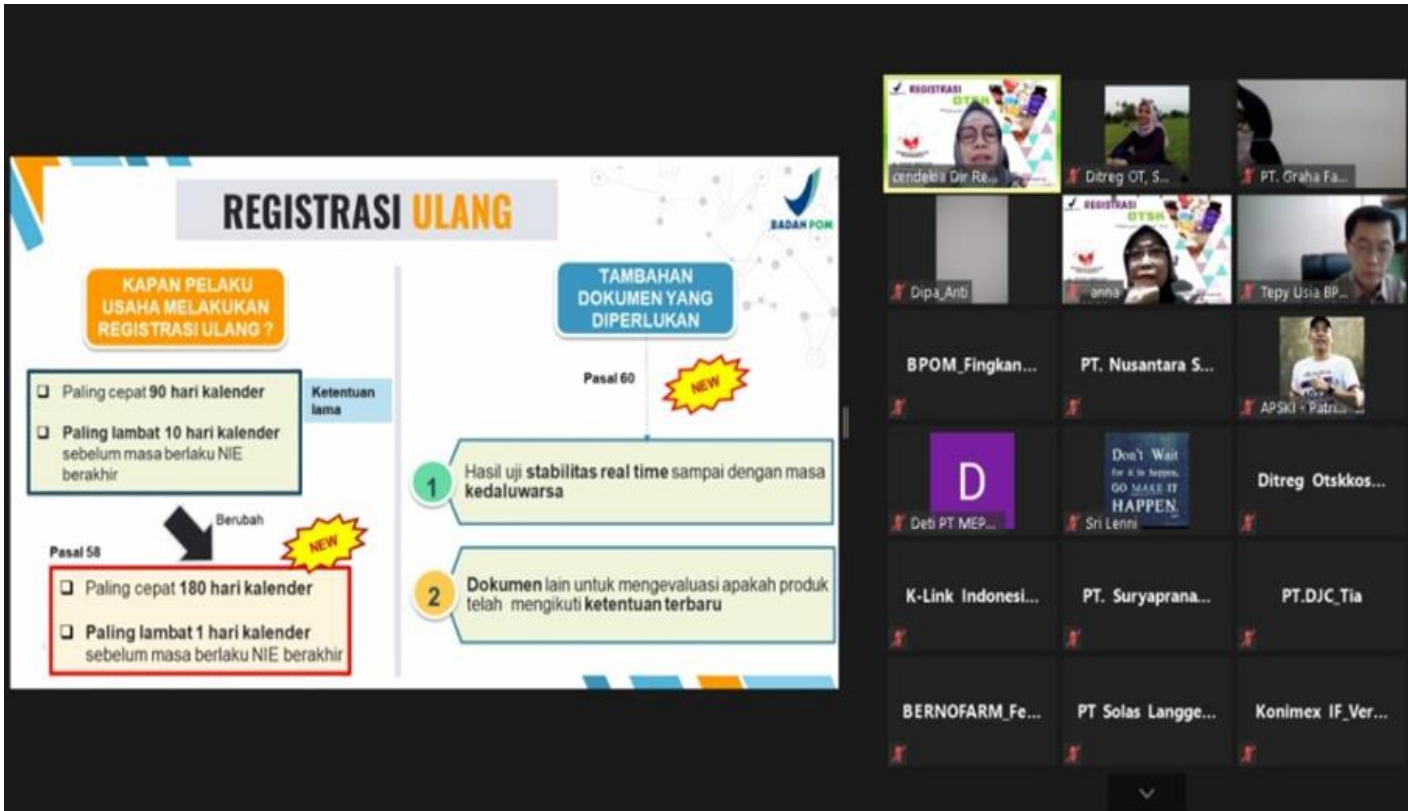 REGISTRASI ULANG
BADAN POM
KAPAN PELAKU
USAHA MELAKUKAN
REGISTRASI ULANG ?
Paling cepat 90 hari kalender
Paling lambat 10 hari kalender
sebelum masa berlaku NIE
berakhir
Ketentuan
lama
Berubah
Pasal 58
NEW
Paling cepat 180 hari kalender
Paling lambat 1 hari kalender
sebelum masa berlaku NIE berakhir
TAMBAHAN
DOKUMEN YANG
DIPERLUKAN
Pasal 60
NEW
1
Hasil uji stabilitas real time sampai dengan masa
kedaluwarsa
2
Dokumen lain untuk mengevaluasi apakah produk
telah mengikuti ketentuan terbaru
REGISTRASI
OTSK
cendekia Dir Re...
Ditreg OT, S...
PT. Graha Fa...
Dipa_Anti
REGISTRASI
OTSK
anna
Tepy Usia BP...
BPOM_Fingkan...
PT. Nusantara S...
APSKI - Patri...
D
Deti PT MEP...
Don't Wait
for it to happen,
GO MAKE IT
HAPPEN.
Sri Lenni
Ditreg Otskkos...
K-Link Indonesi...
PT. Suryaprana...
PT.DJC_Tia
BERNOFARM_Fe...
PT Solas Langge...
Konimex IF_Ver...